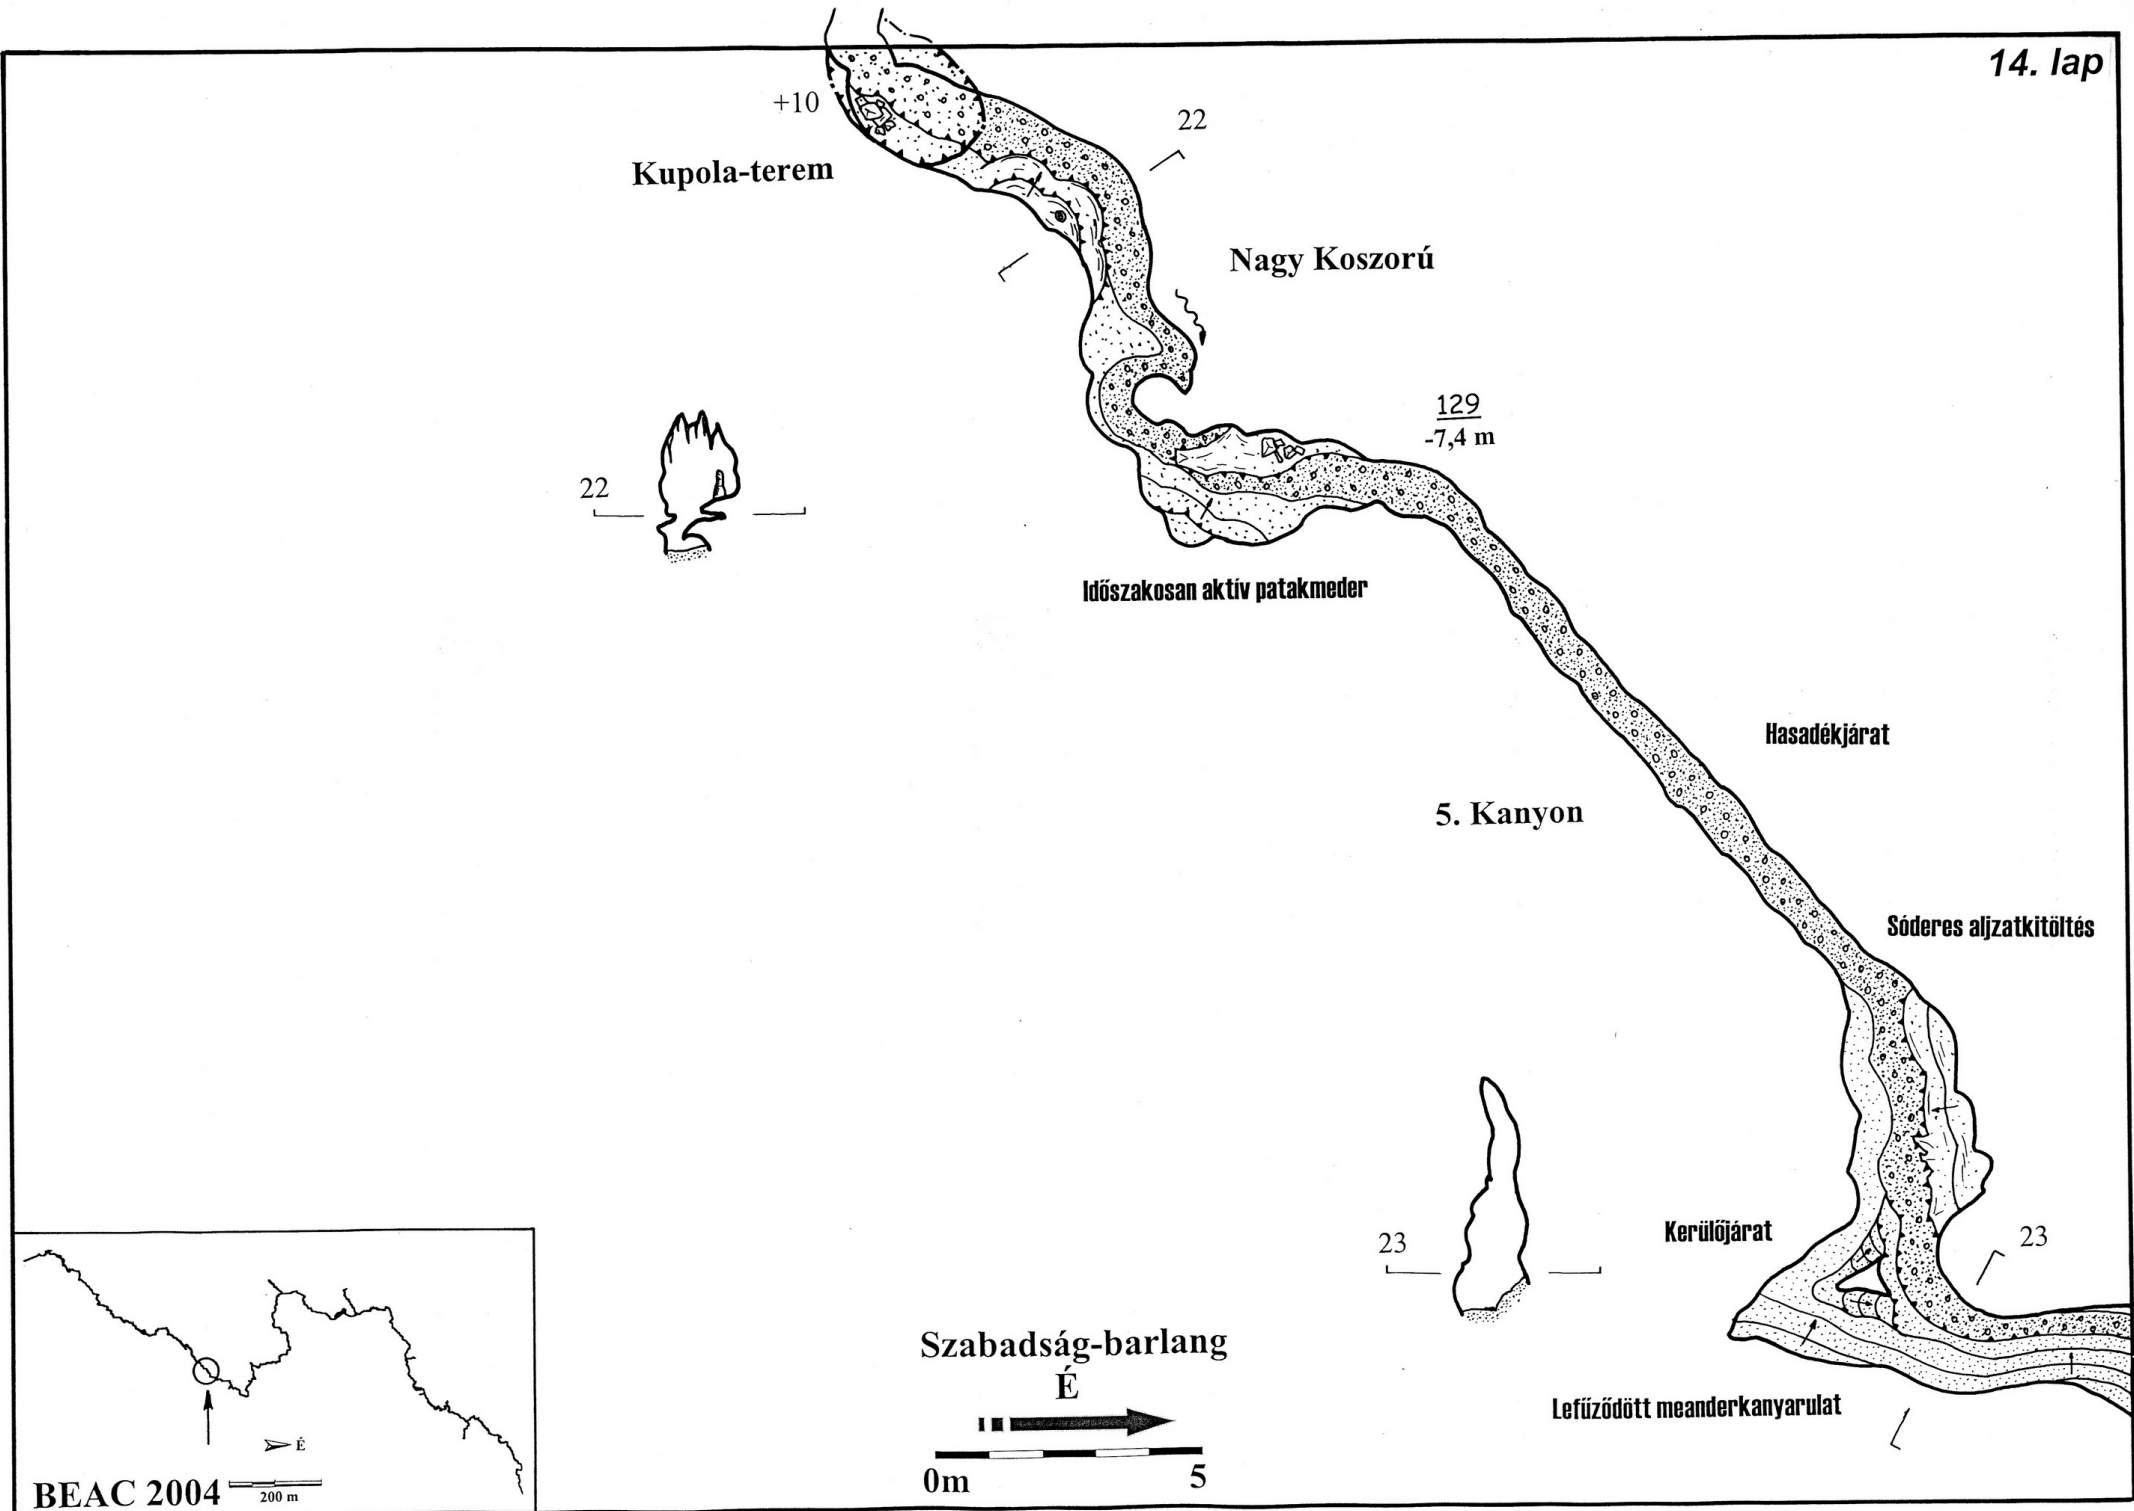 14. lap
+10
22
Kupola-terem
Nagy Koszorú
129
-7,4 m
22
Időszakosan aktív patakmeder
Hasadékjárat
5. Kanyon
Sóderes aljzatkitöltés
Kerülőjárat
23
23
Szabadság-barlang
É
Lefűződött meanderkanyarulat
0m 5
É
BEAC 2004
200 m